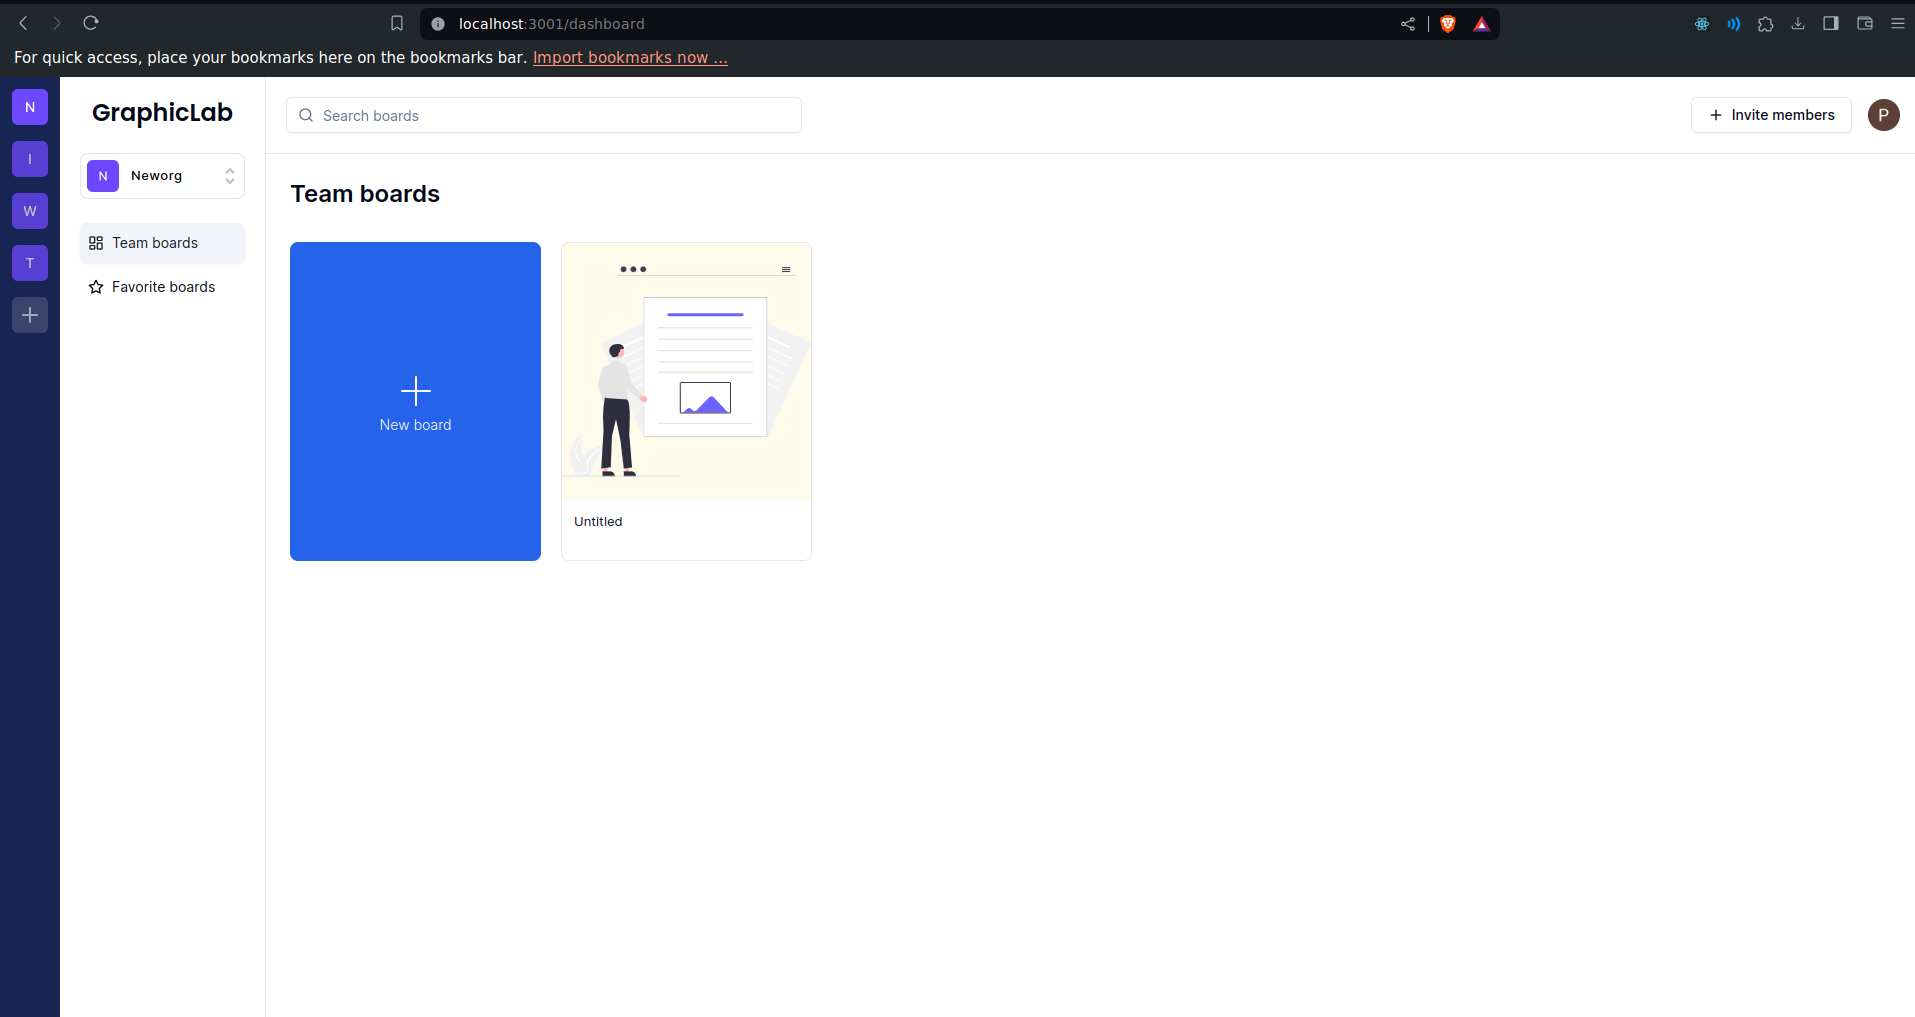 localhost:3001/dashboard
For quick access, place your bookmarks here on the bookmarks bar. Import bookmarks now ...
N
I
W
T
GraphicLab
N Neworg
Team boards
Favorite boards
Search boards
Invite members
P
Team boards
New board
Untitled